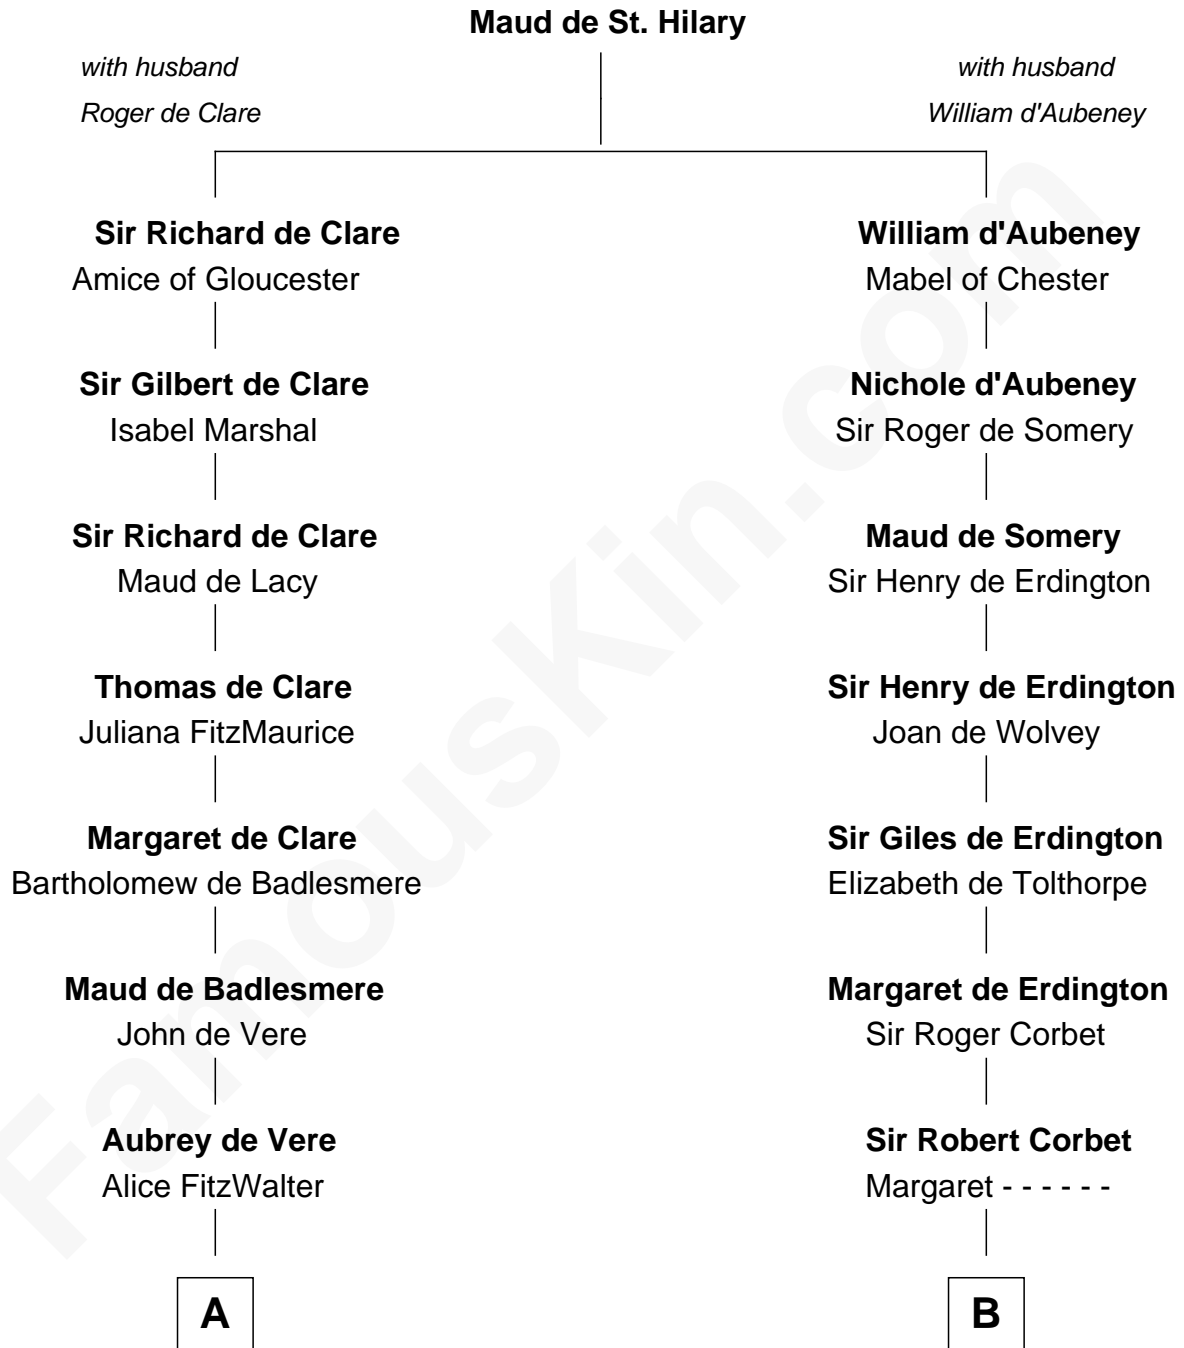 Maud de St. Hilary
with husband
Roger de Clare
with husband
William d'Aubeney
Sir Richard de Clare
Amice of Gloucester
Sir Gilbert de Clare
Isabel Marshal
Sir Richard de Clare
Maud de Lacy
Thomas de Clare
Juliana FitzMaurice
Margaret de Clare
Bartholomew de Badlesmere
Maud de Badlesmere
John de Vere
Aubrey de Vere
Alice FitzWalter
A
William d'Aubeney
Mabel of Chester
Nichole d'Aubeney
Sir Roger de Somery
Maud de Somery
Sir Henry de Erdington
Sir Henry de Erdington
Joan de Wolvey
Sir Giles de Erdington
Elizabeth de Tolthorpe
Margaret de Erdington
Sir Roger Corbet
Sir Robert Corbet
Margaret - - - - - -
B
FamousKin.com